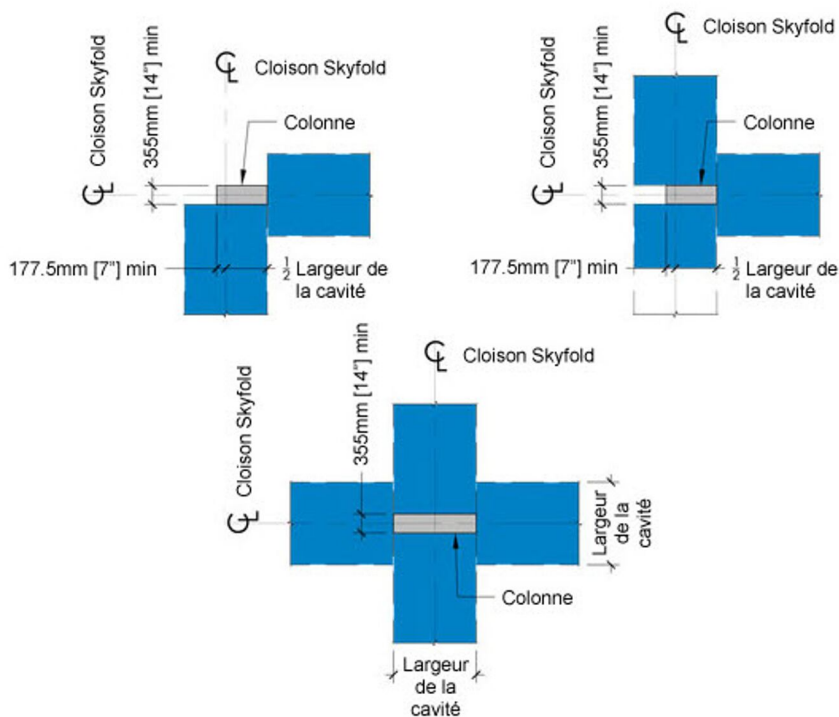 ℄ Cloison Skyfold
℄ Cloison Skyfold
355mm [14"] min
Colonne
177.5mm [7"] min
½ Largeur de
la cavité
℄ Cloison Skyfold
℄ Cloison Skyfold
355mm [14"] min
Colonne
177.5mm [7"] min
½ Largeur de
la cavité
℄ Cloison Skyfold
℄ Cloison Skyfold
355mm [14"] min
Largeur
de la
cavité
Colonne
Largeur
de la
cavité